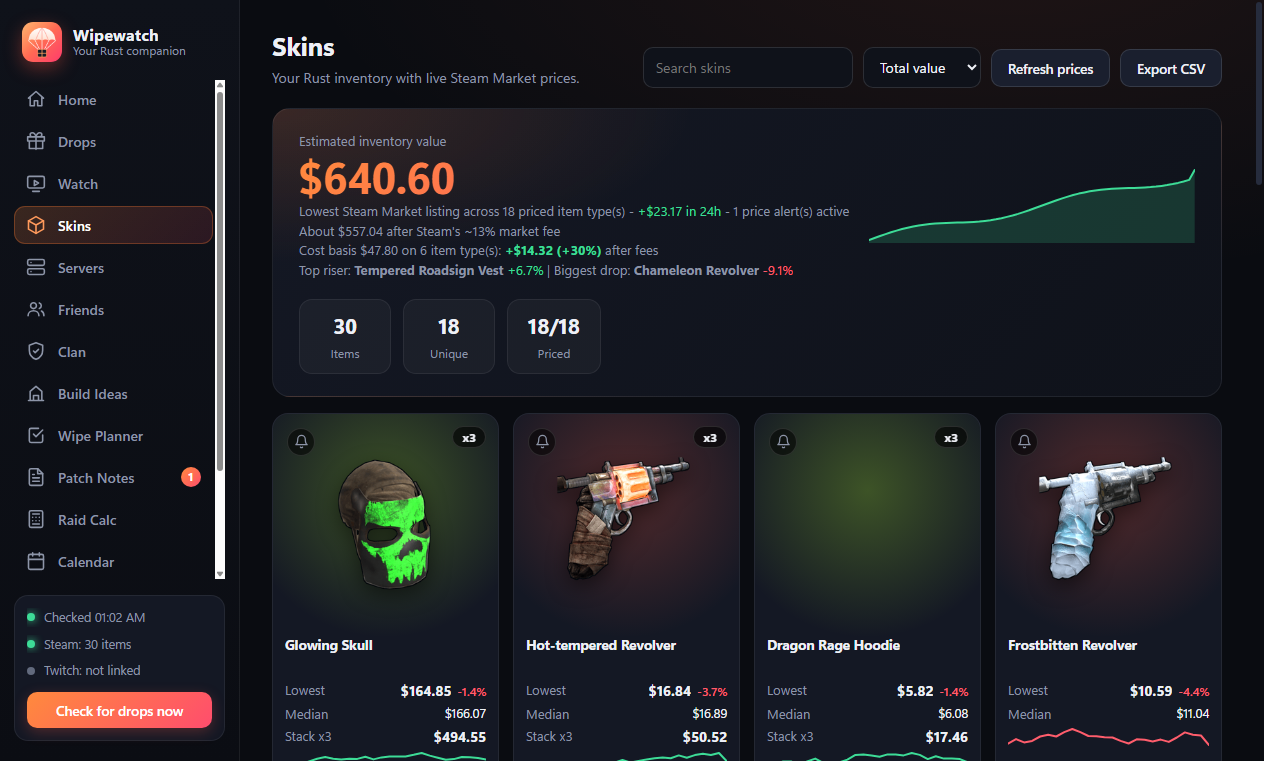 Wipewatch
Your Rust companion
Home
Drops
Watch
Skins
Servers
Friends
Clan
Build Ideas
Wipe Planner
Patch Notes 1
Raid Calc
Calendar
Checked 01:02 AM
Steam: 30 items
Twitch: not linked
Check for drops now
Skins
Your Rust inventory with live Steam Market prices.
Search skins
Total value
Refresh prices
Export CSV
Estimated inventory value
$640.60
Lowest Steam Market listing across 18 priced item type(s) - +$23.17 in 24h - 1 price alert(s) active
About $557.04 after Steam's ~13% market fee
Cost basis $47.80 on 6 item type(s): +$14.32 (+30%) after fees
Top riser: Tempered Roadsign Vest +6.7% | Biggest drop: Chameleon Revolver -9.1%
30
Items
18
Unique
18/18
Priced
x3
Glowing Skull
Lowest $164.85 -1.4%
Median $166.07
Stack x3 $494.55
x3
Hot-tempered Revolver
Lowest $16.84 -3.7%
Median $16.89
Stack x3 $50.52
x3
Dragon Rage Hoodie
Lowest $5.82 -1.4%
Median $6.08
Stack x3 $17.46
Frostbitten Revolver
Lowest $10.59 -4.4%
Median $11.04